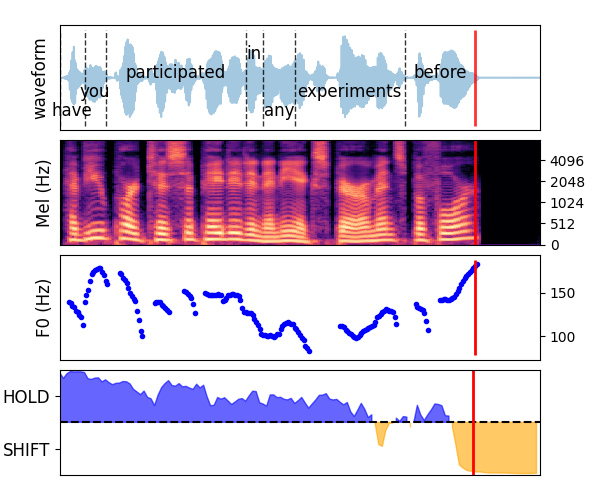 waveform
have
you
participated
in
any
experiments
before
Mel (Hz)
4096
2048
1024
512
0
F0 (Hz)
150
100
HOLD
SHIFT